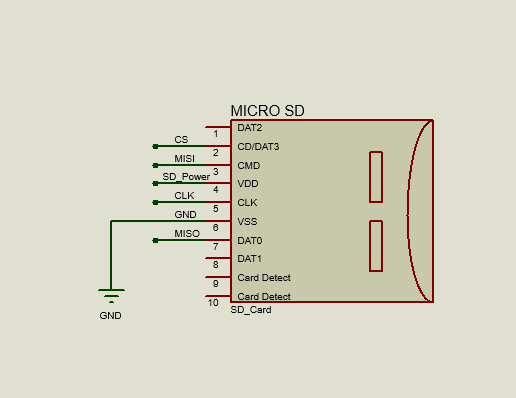 MICRO SD
1 DAT2
CS 2 CD/DAT3
MISI 3 CMD
SD_Power 4 VDD
CLK 5 CLK
GND 6 VSS
MISO 7 DAT0
8 DAT1
9 Card Detect
10 Card Detect
SD_Card
GND